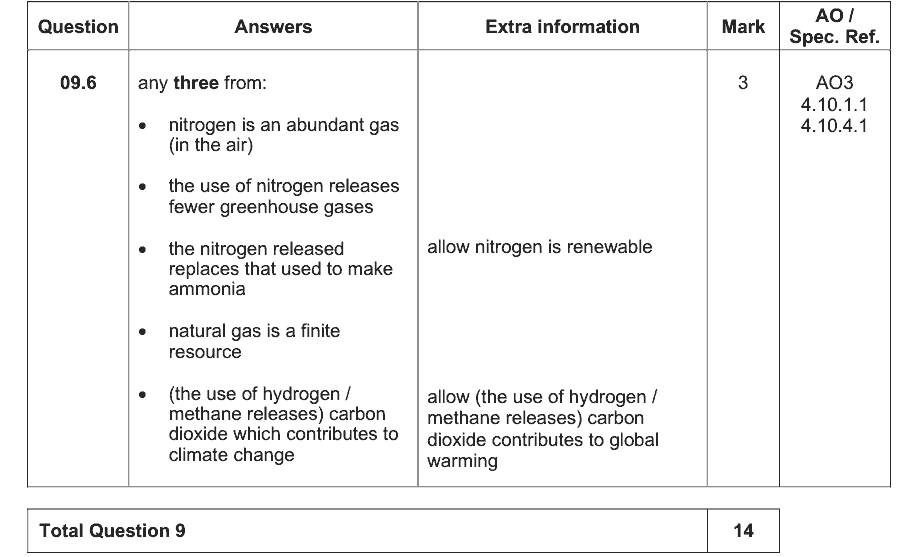 Question Answers Extra information Mark AO /
Spec. Ref.
09.6 any three from: 3 AO3
4.10.1.1
• nitrogen is an abundant gas 4.10.4.1
(in the air)
• the use of nitrogen releases
fewer greenhouse gases
• the nitrogen released allow nitrogen is renewable
replaces that used to make
ammonia
• natural gas is a finite
resource
• (the use of hydrogen / allow (the use of hydrogen /
methane releases) carbon methane releases) carbon
dioxide which contributes to dioxide contributes to global
climate change warming
Total Question 9 14